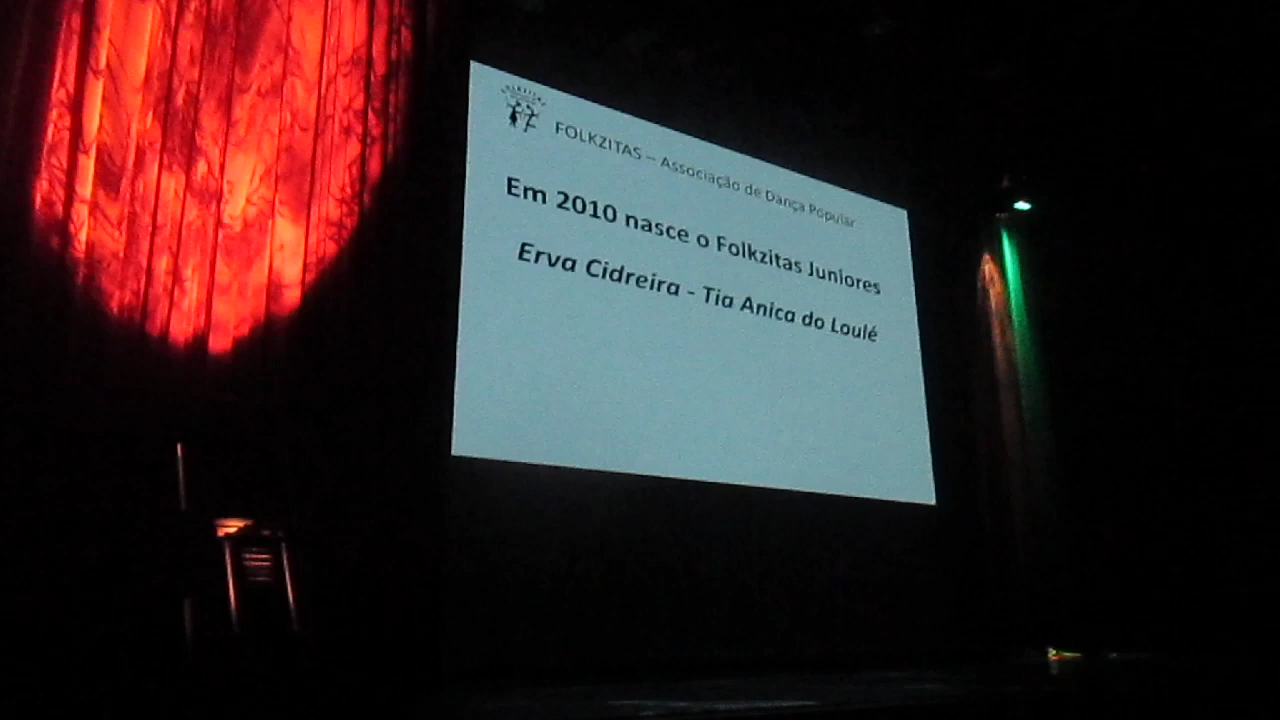 FOLKZITAS – Associação de Dança Popular
Em 2010 nasce o Folkzitas Juniores
Erva Cidreira - Tia Anica do Loulé